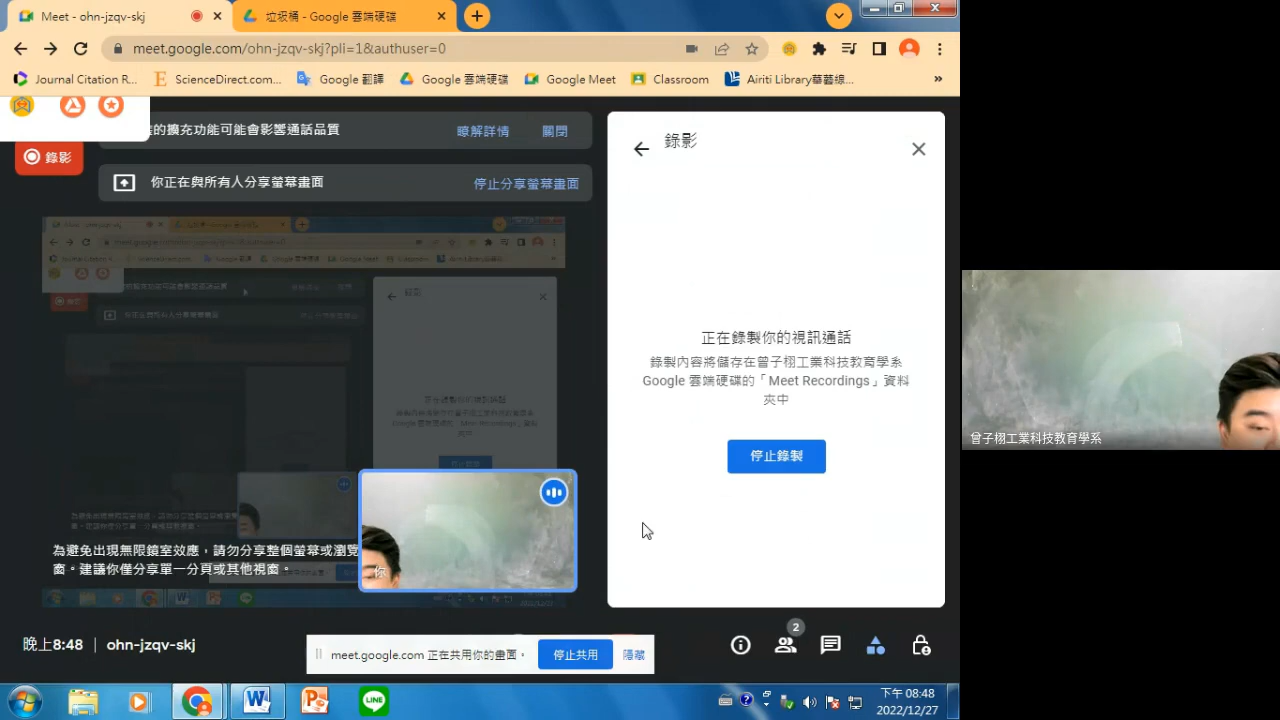 Meet - ohn-jzqv-skj
垃圾桶 - Google 雲端硬碟
meet.google.com/ohn-jzqv-skj?pli=1&authuser=0
Journal Citation R...
ScienceDirect.com...
Google 翻譯
Google 雲端硬碟
Google Meet
Classroom
Airiti Library華藝線...
»
的擴充功能可能會影響通話品質
瞭解詳情
關閉
錄影
你正在與所有人分享螢幕畫面
停止分享螢幕畫面
錄影
正在錄製你的視訊通話
錄製內容將儲存在曾子栩工業科技教育學系
Google 雲端硬碟的「Meet Recordings」資料
夾中
停止錄製
為避免出現無限鏡室效應，請勿分享整個螢幕或瀏覽
窗。建議你僅分享單一分頁或其他視窗。
你
曾子栩工業科技教育學系
晚上8:48
ohn-jzqv-skj
meet.google.com 正在共用你的畫面。
停止共用
隱藏
2
下午 08:48
2022/12/27